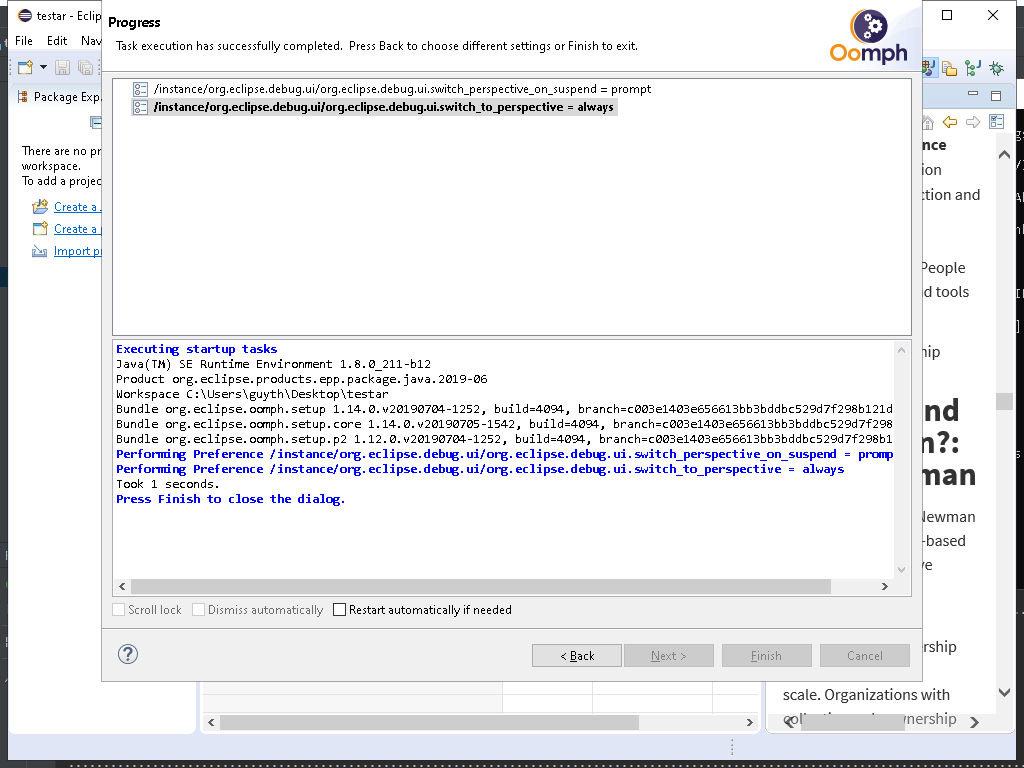 testar - Eclip
File Edit Nav
Package Exp
There are no pr
workspace.
To add a projec
Create a
Create a
Import p
Progress
Task execution has successfully completed. Press Back to choose different settings or Finish to exit.
Oomph
/instance/org.eclipse.debug.ui/org.eclipse.debug.ui.switch_perspective_on_suspend = prompt
/instance/org.eclipse.debug.ui/org.eclipse.debug.ui.switch_to_perspective = always
Executing startup tasks
Java(TM) SE Runtime Environment 1.8.0_211-b12
Product org.eclipse.products.epp.package.java.2019-06
Workspace C:\Users\guyth\Desktop\testar
Bundle org.eclipse.oomph.setup 1.14.0.v20190704-1252, build=4094, branch=c003e1403e656613bb3bddbc529d7f298b121d
Bundle org.eclipse.oomph.setup.core 1.14.0.v20190705-1542, build=4094, branch=c003e1403e656613bb3bddbc529d7f298
Bundle org.eclipse.oomph.setup.p2 1.12.0.v20190704-1252, build=4094, branch=c003e1403e656613bb3bddbc529d7f298b1
Performing Preference /instance/org.eclipse.debug.ui/org.eclipse.debug.ui.switch_perspective_on_suspend = promp
Performing Preference /instance/org.eclipse.debug.ui/org.eclipse.debug.ui.switch_to_perspective = always
Took 1 seconds.
Press Finish to close the dialog.
Scroll lock Dismiss automatically Restart automatically if needed
< Back Next > Finish Cancel
nce
ion
ction and
People
d tools
hip
nd
n?:
man
Newman
-based
ve
rship
scale. Organizations with